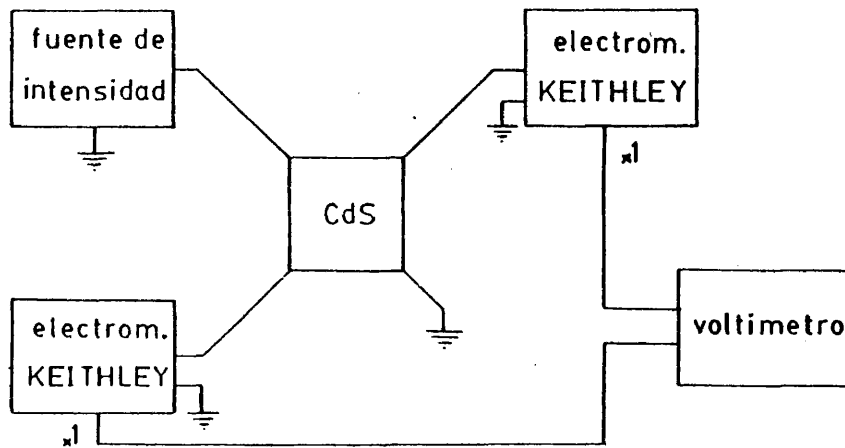 fuente de
intensidad
electrom.
KEITHLEY
x1
CdS
electrom.
KEITHLEY
x1
voltimetro